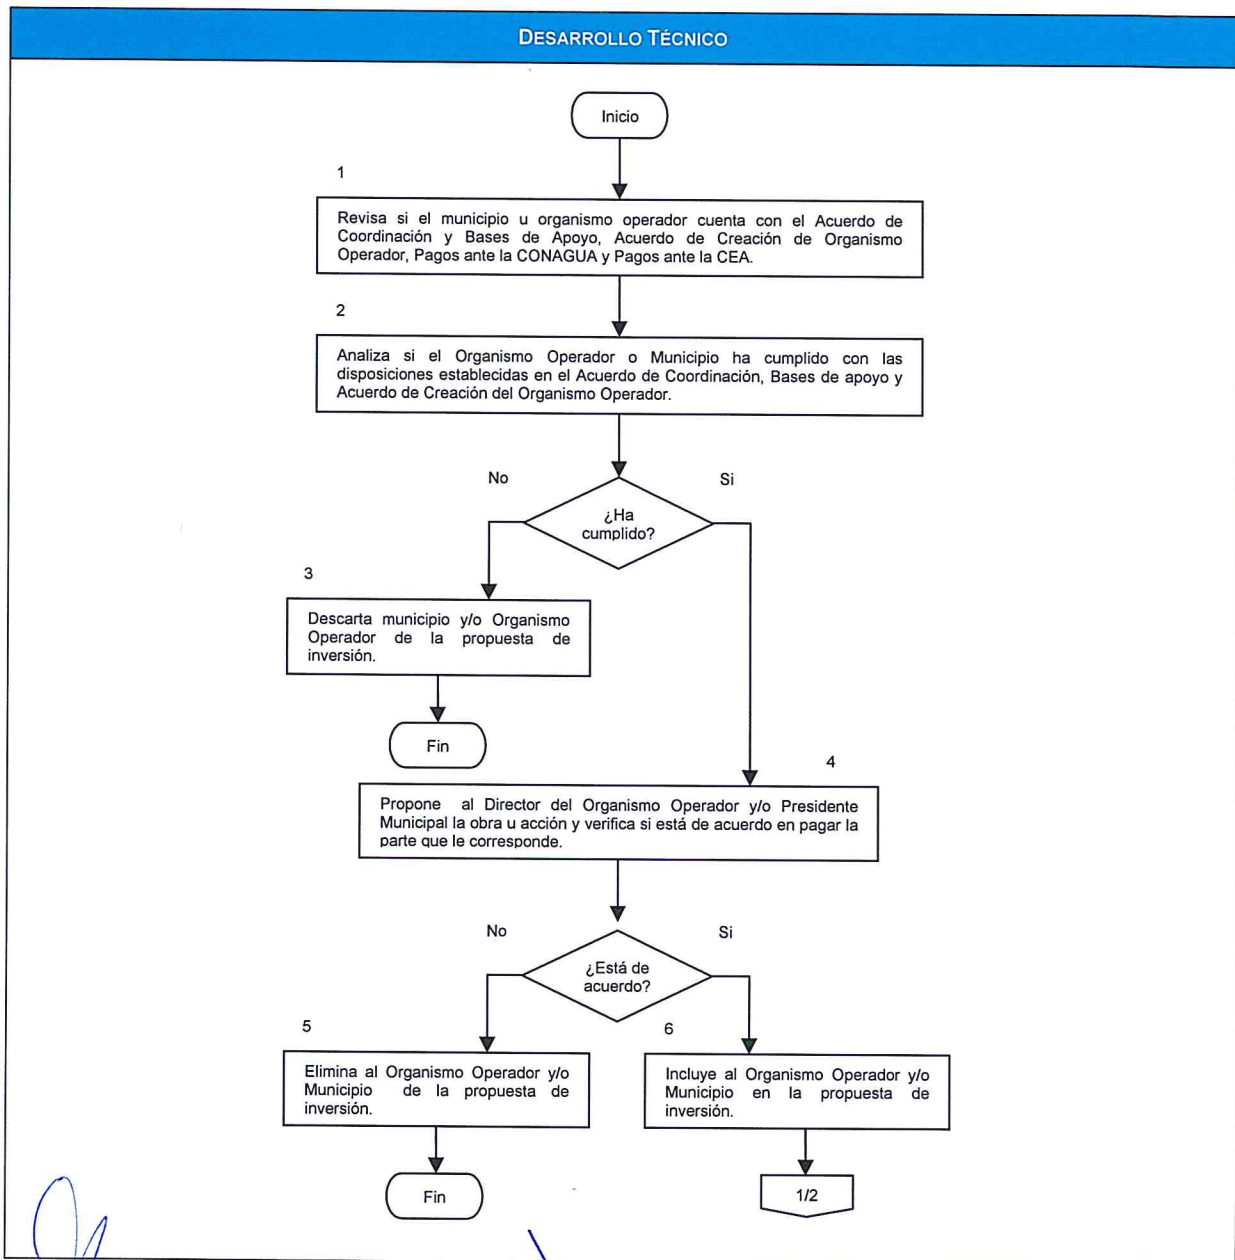 DESARROLLO TÉCNICO
Inicio
1
Revisa si el municipio u organismo operador cuenta con el Acuerdo de
Coordinación y Bases de Apoyo, Acuerdo de Creación de Organismo
Operador, Pagos ante la CONAGUA y Pagos ante la CEA.
2
Analiza si el Organismo Operador o Municipio ha cumplido con las
disposiciones establecidas en el Acuerdo de Coordinación, Bases de apoyo y
Acuerdo de Creación del Organismo Operador.
No
Si
¿Ha
cumplido?
3
Descarta municipio y/o Organismo
Operador de la propuesta de
inversión.
Fin
4
Propone al Director del Organismo Operador y/o Presidente
Municipal la obra u acción y verifica si está de acuerdo en pagar la
parte que le corresponde.
No
Si
¿Está de
acuerdo?
5
Elimina al Organismo Operador y/o
Municipio de la propuesta de
inversión.
Fin
6
Incluye al Organismo Operador y/o
Municipio en la propuesta de
inversión.
1/2